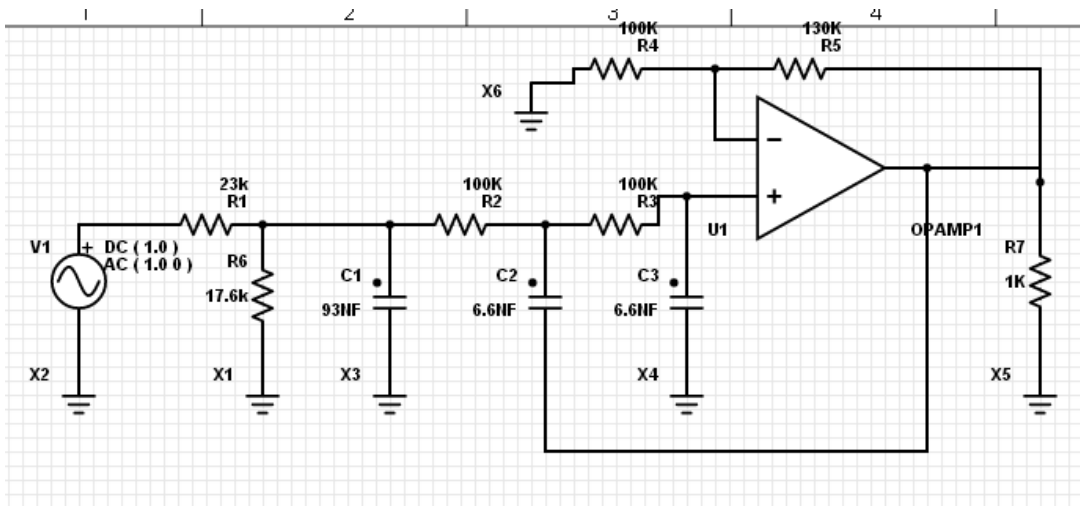 1
2
3
4
100K
R4
130K
R5
X6
23k
R1
100K
R2
100K
R3
U1
OPAMP1
V1
+ DC ( 1.0 )
AC ( 1.0 0 )
R6
17.6k
C1
93NF
C2
6.6NF
C3
6.6NF
R7
1K
X2
X1
X3
X4
X5